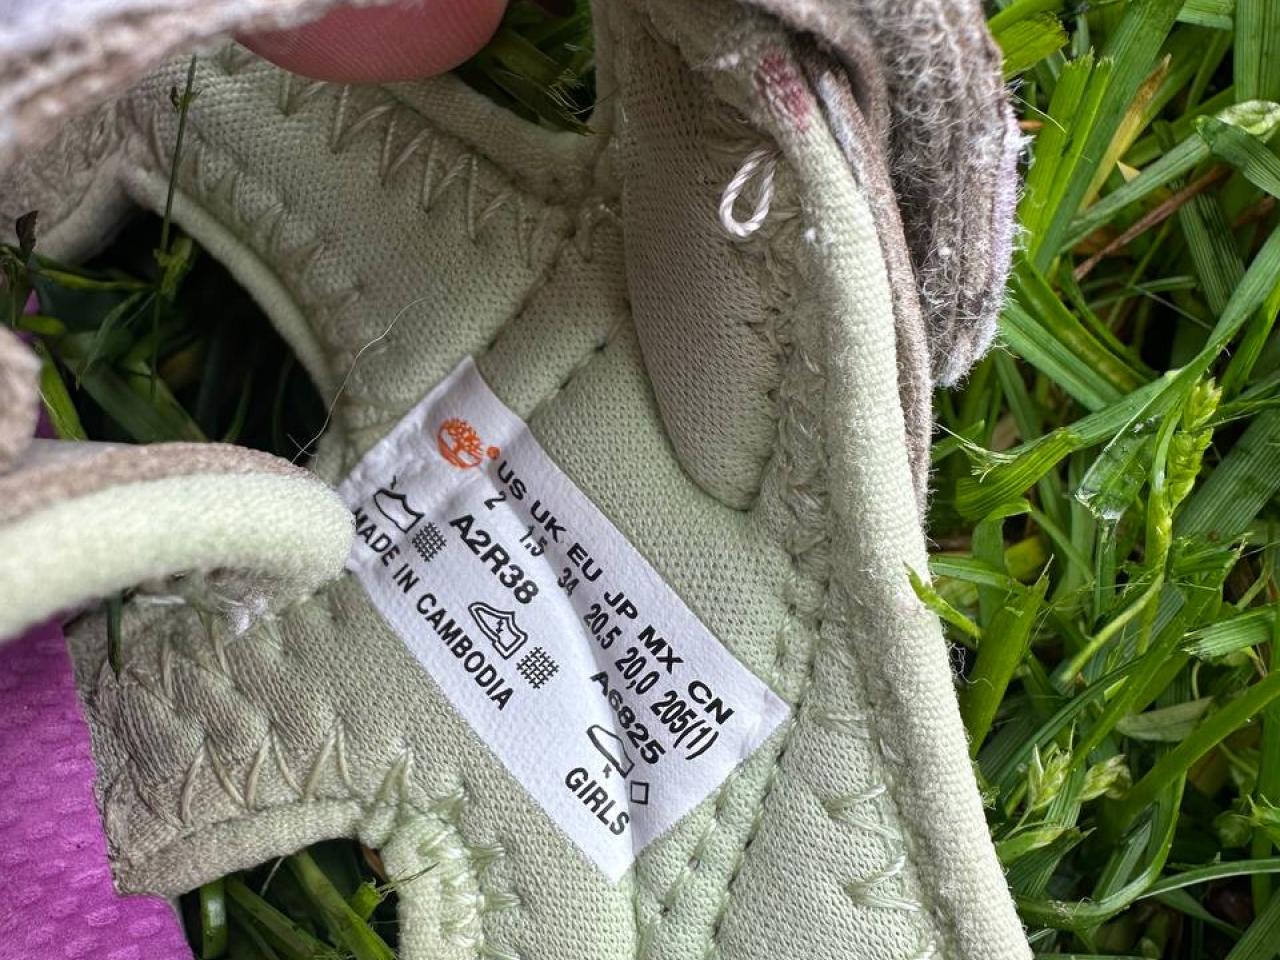 US UK EU JP MX CN
2 1.5 34 20.5 20,0 205(1)
A2R38 A6825
MADE IN CAMBODIA GIRLS